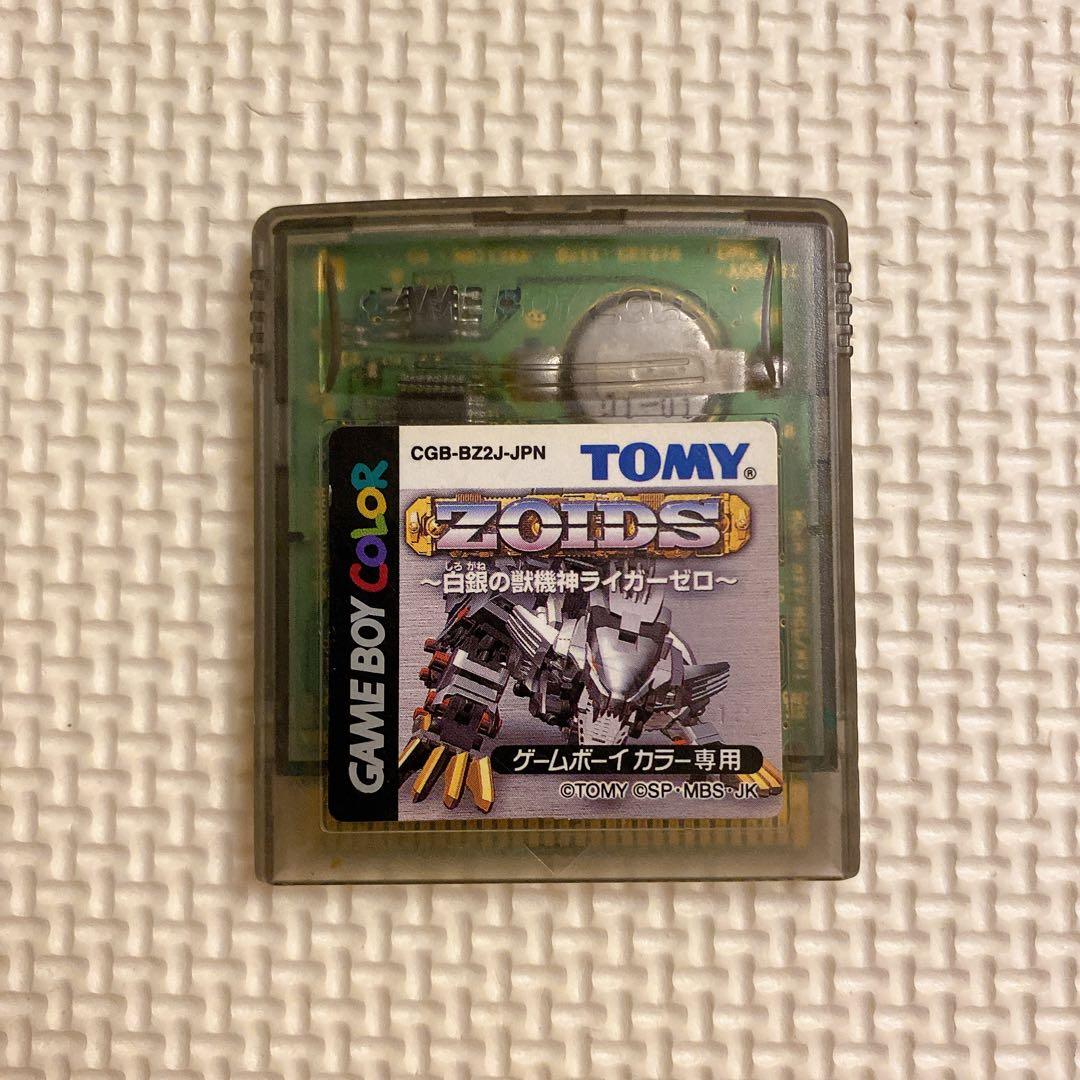 CGB-BZ2J-JPN
TOMY®
ZOIDS
しろがね
～白銀の獣機神ライガーゼロ～
ゲームボーイカラー専用
©TOMY ©SP・MBS・JK
GAME BOY COLOR